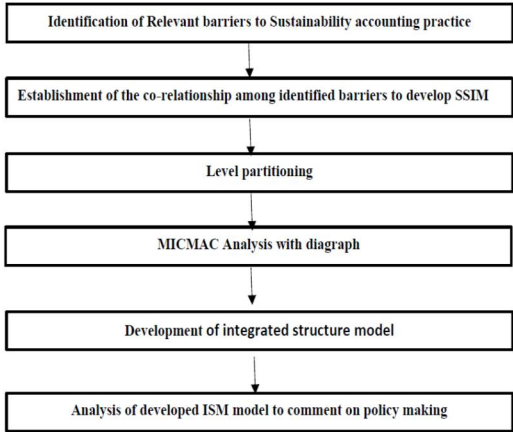 Identification of Relevant barriers to Sustainability accounting practice
Establishment of the co-relationship among identified barriers to develop SSIM
Level partitioning
MICMAC Analysis with diagraph
Development of integrated structure model
Analysis of developed ISM model to comment on policy making